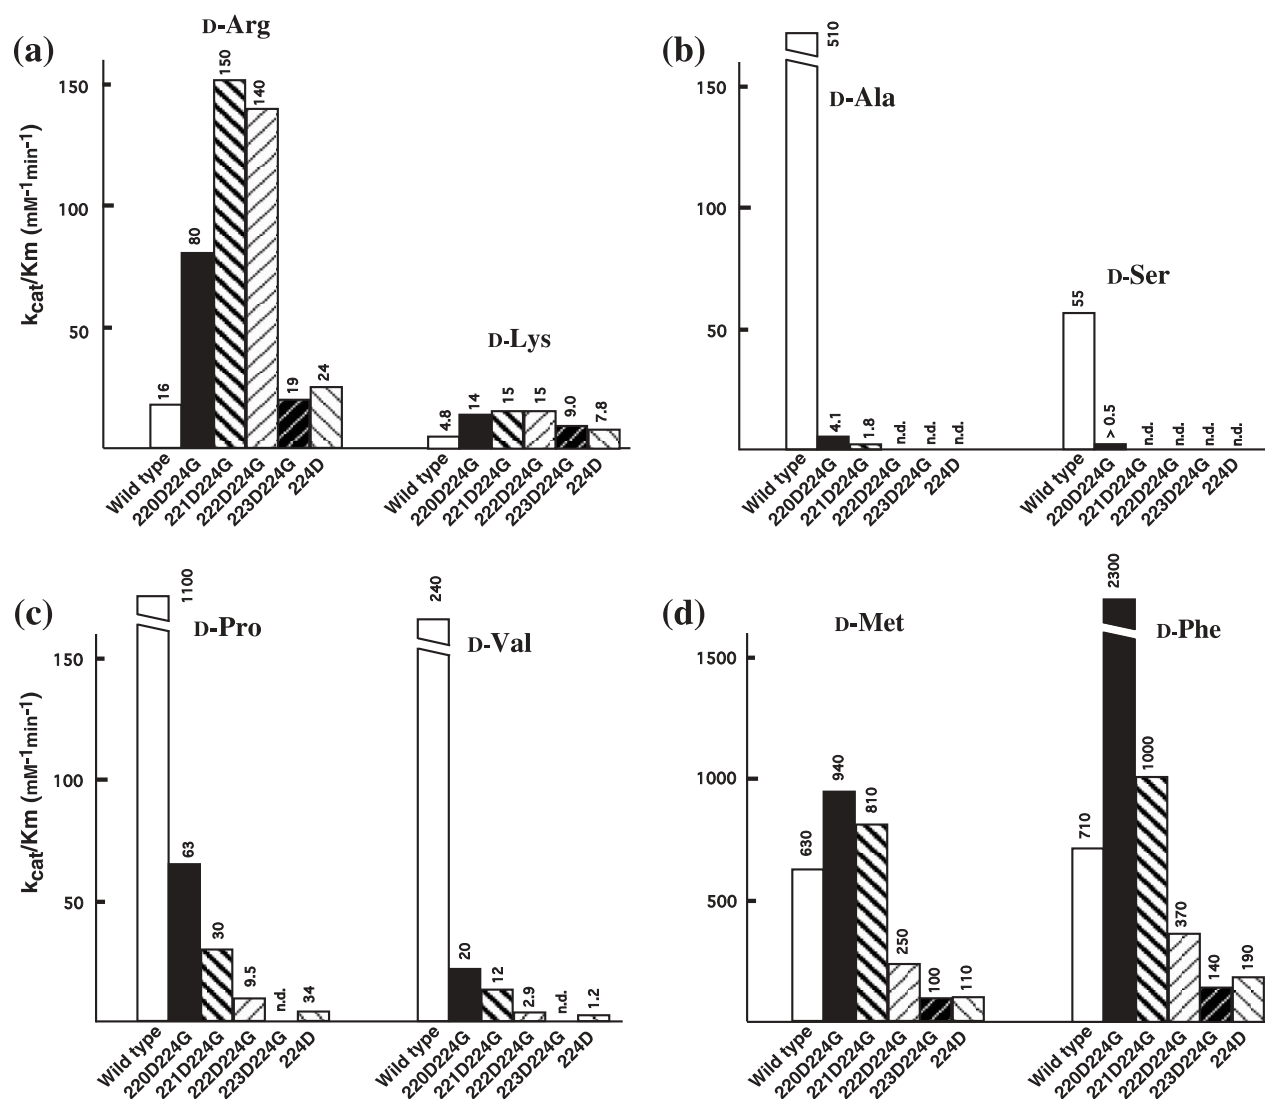 (a)
D-Arg
kcat/Km (mM-1min-1)
150
100
50
16
80
150
140
19
24
D-Lys
4.8
14
15
15
9.0
7.8
Wild type
220D224G
221D224G
222D224G
223D224G
224D
Wild type
220D224G
221D224G
222D224G
223D224G
224D
(b)
150
100
50
510
D-Ala
4.1
1.8
n.d.
n.d.
n.d.
D-Ser
55
> 0.5
n.d.
n.d.
n.d.
n.d.
Wild type
220D224G
221D224G
222D224G
223D224G
224D
Wild type
220D224G
221D224G
222D224G
223D224G
224D
(c)
kcat/Km (mM-1min-1)
150
100
50
1100
D-Pro
63
30
9.5
n.d.
34
240
D-Val
20
12
2.9
n.d.
1.2
Wild type
220D224G
221D224G
222D224G
223D224G
224D
Wild type
220D224G
221D224G
222D224G
223D224G
224D
(d)
1500
1000
500
D-Met
630
940
810
250
100
110
2300
D-Phe
710
1000
370
140
190
Wild type
220D224G
221D224G
222D224G
223D224G
224D
Wild type
220D224G
221D224G
222D224G
223D224G
224D